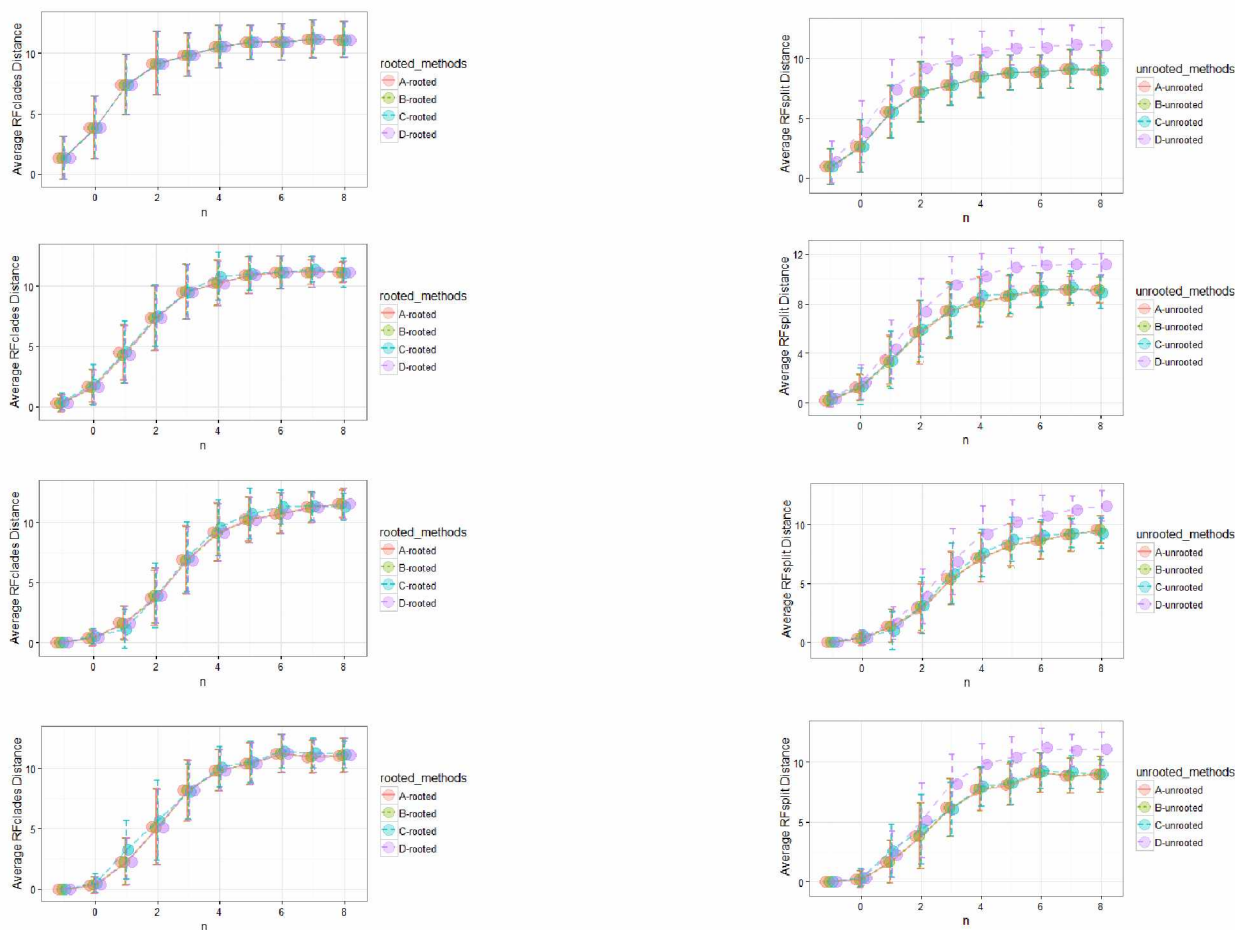 Average RFclades Distance
10
5
0
0
2
4
6
8
n
rooted_methods
A-rooted
B-rooted
C-rooted
D-rooted
Average RFsplit Distance
10
5
0
0
2
4
6
8
n
unrooted_methods
A-unrooted
B-unrooted
C-unrooted
D-unrooted
Average RFclades Distance
10
5
0
0
2
4
6
8
n
rooted_methods
A-rooted
B-rooted
C-rooted
D-rooted
Average RFsplit Distance
12
8
4
0
0
2
4
6
8
n
unrooted_methods
A-unrooted
B-unrooted
C-unrooted
D-unrooted
Average RFclades Distance
10
5
0
0
2
4
6
8
n
rooted_methods
A-rooted
B-rooted
C-rooted
D-rooted
Average RFsplit Distance
10
5
0
0
2
4
6
8
n
unrooted_methods
A-unrooted
B-unrooted
C-unrooted
D-unrooted
Average RFclades Distance
10
5
0
0
2
4
6
8
n
rooted_methods
A-rooted
B-rooted
C-rooted
D-rooted
Average RFsplit Distance
10
5
0
0
2
4
6
8
n
unrooted_methods
A-unrooted
B-unrooted
C-unrooted
D-unrooted